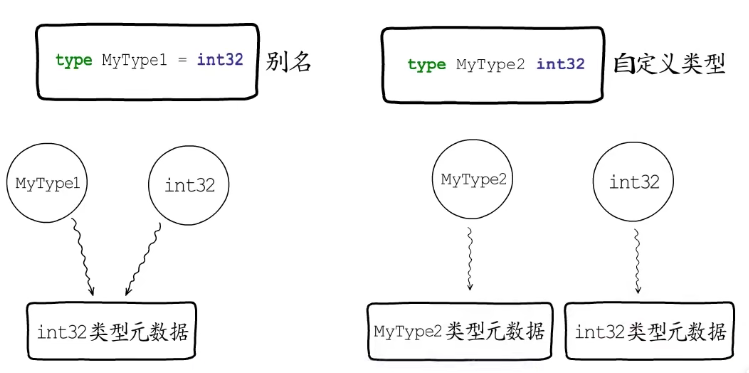 type MyType1 = int32 别名
type MyType2 int32 自定义类型
MyType1
int32
MyType2
int32
int32类型元数据
MyType2类型元数据
int32类型元数据